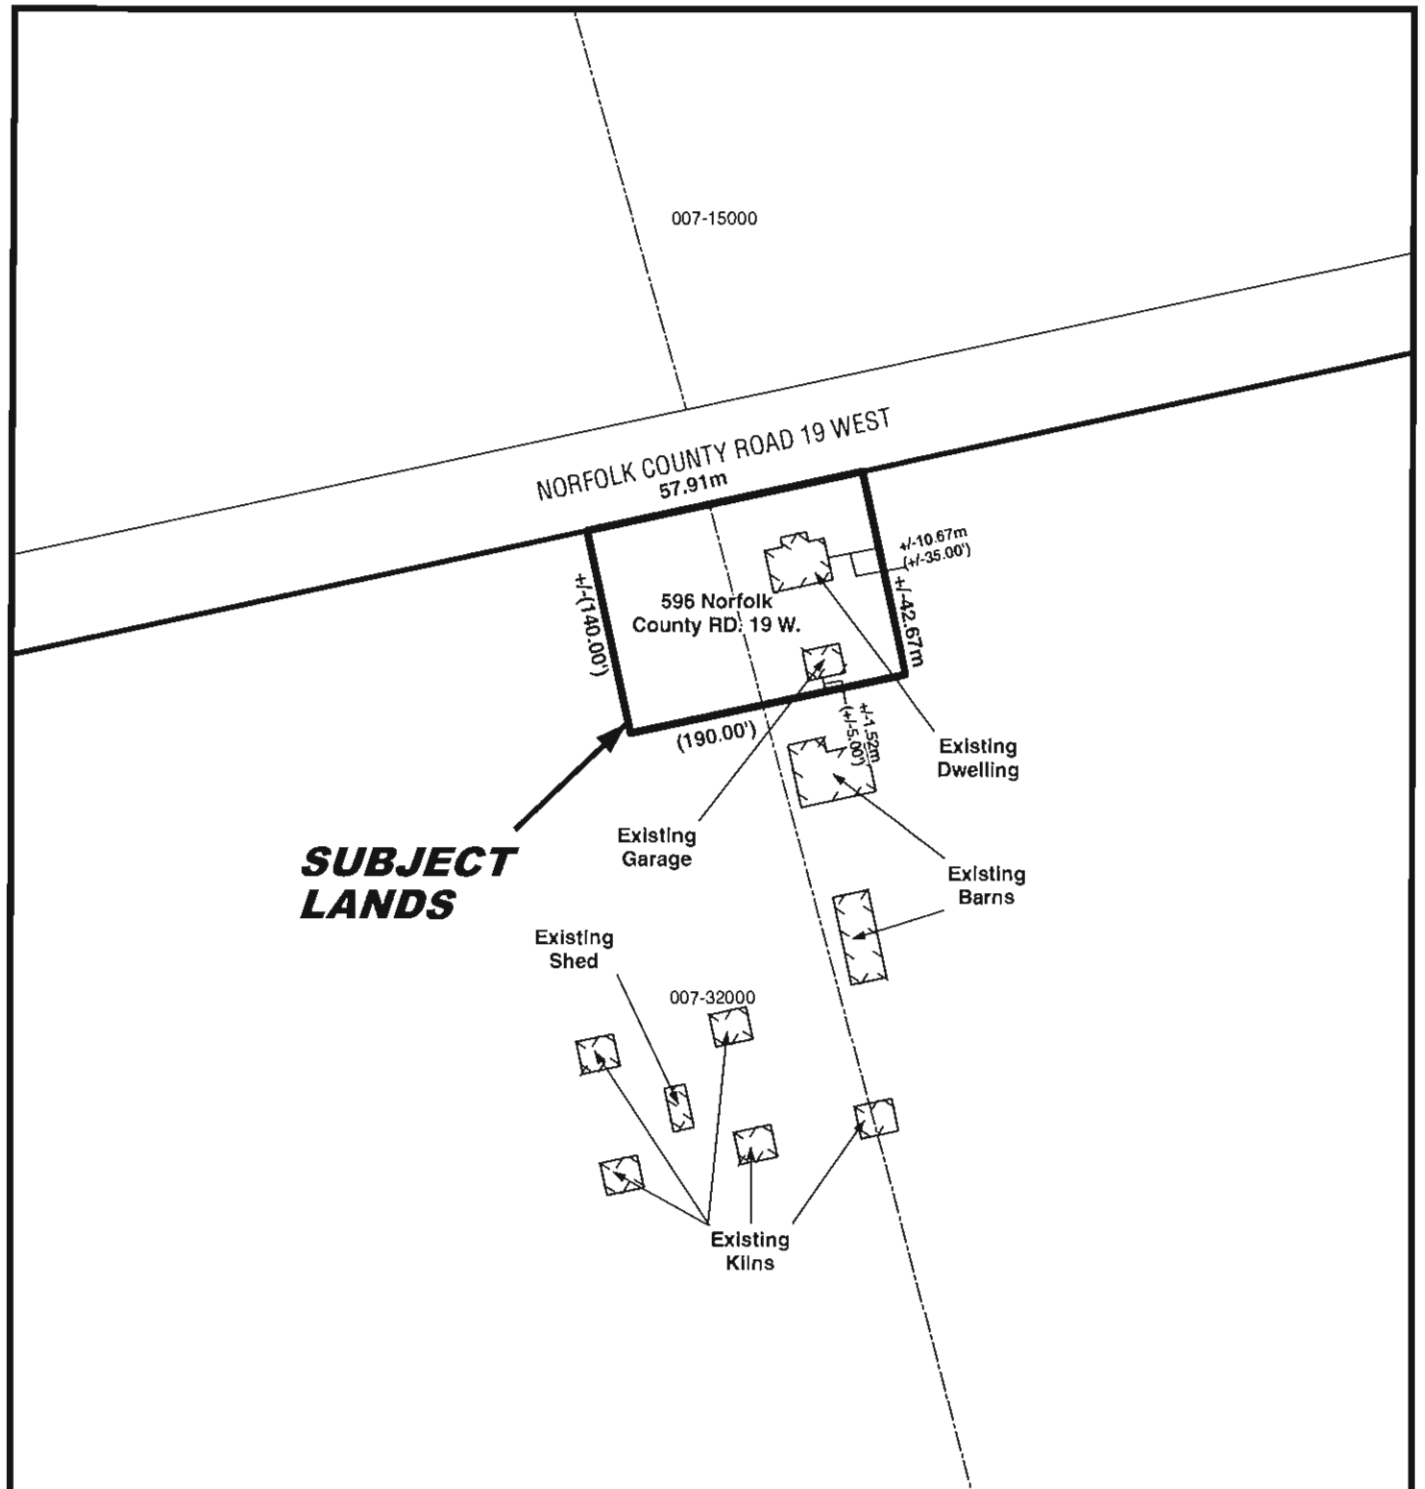 007-15000
NORFOLK COUNTY ROAD 19 WEST
57.91m
+/-10.67m
(+/-35.00')
+/-(140.00')
596 Norfolk
County RD. 19 W.
+/-42.67m
(190.00')
+/-1.52m
(+/-5.00')
Existing
Dwelling
Existing
Garage
SUBJECT
LANDS
Existing
Barns
Existing
Shed
007-32000
Existing
Kilns